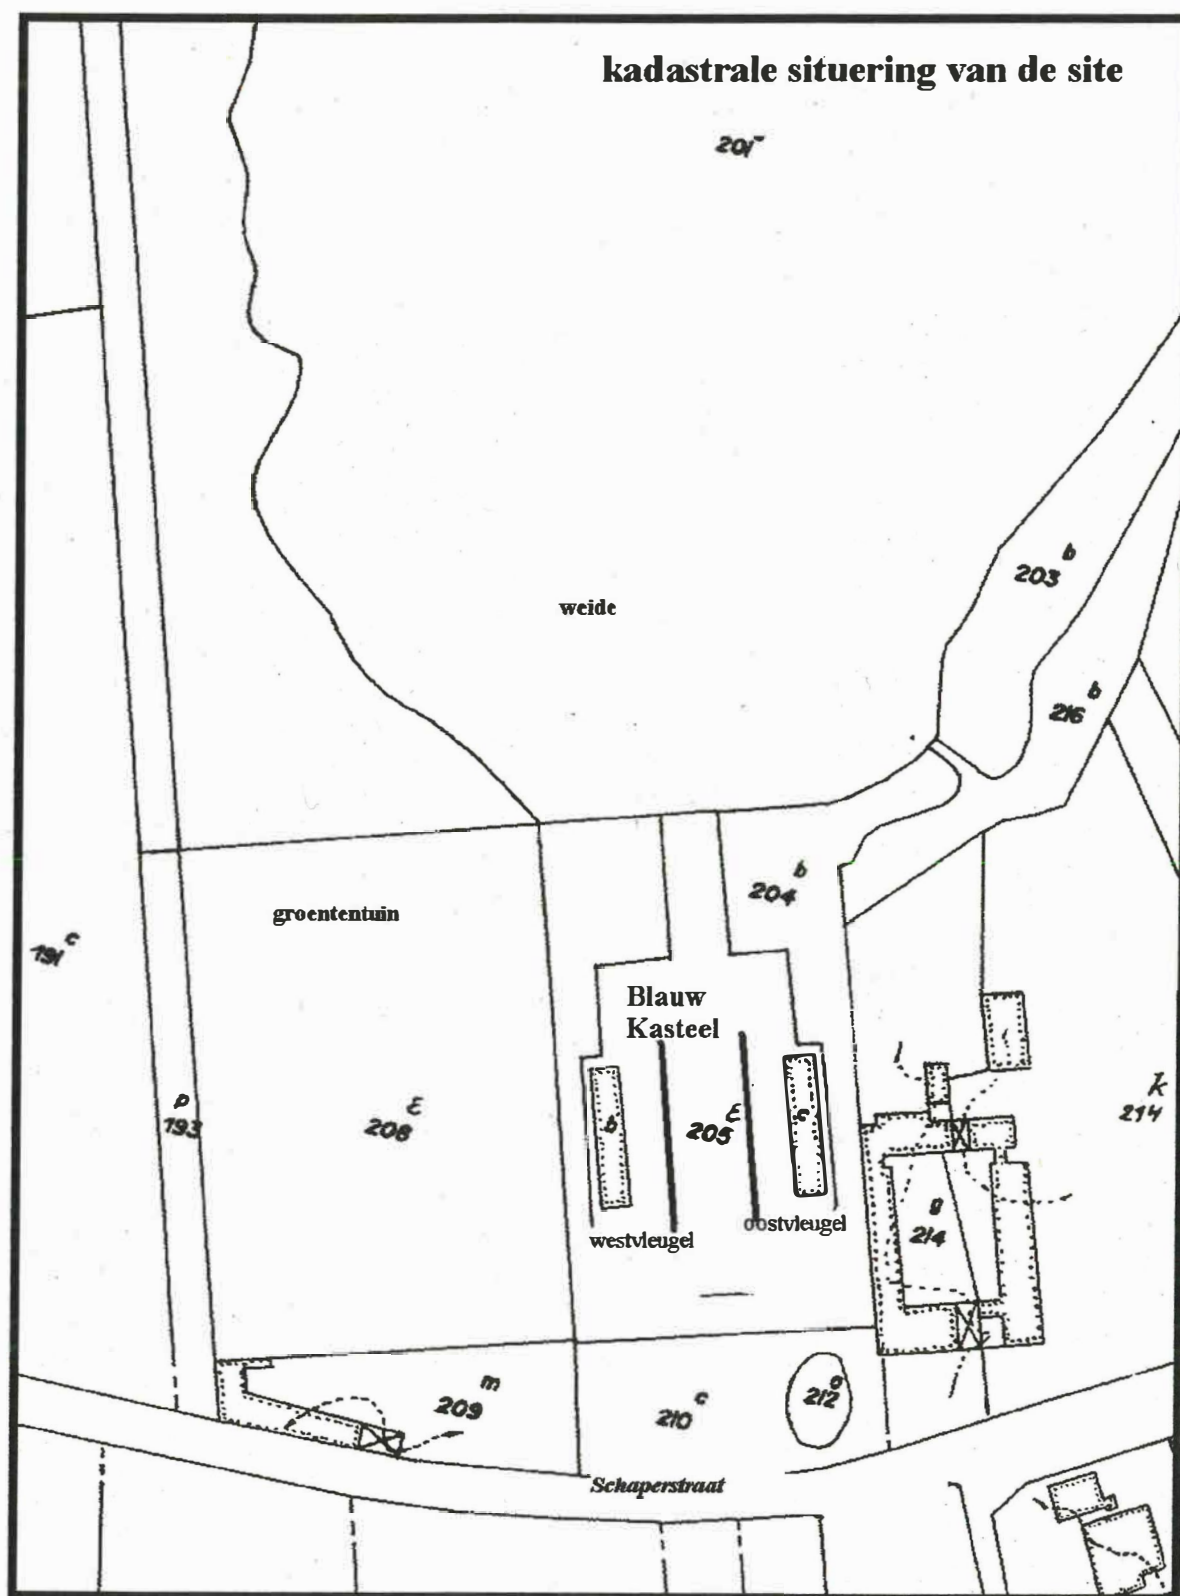 kadastrale situering van de site
201
203 b
weide
216 b
204 b
groententuin
191 c
Blauw
Kasteel
k
214
p
193
208 E
b
205 E
g
214
westvleugel
oostvleugel
m
209
210 c
212 a
Schaperstraat